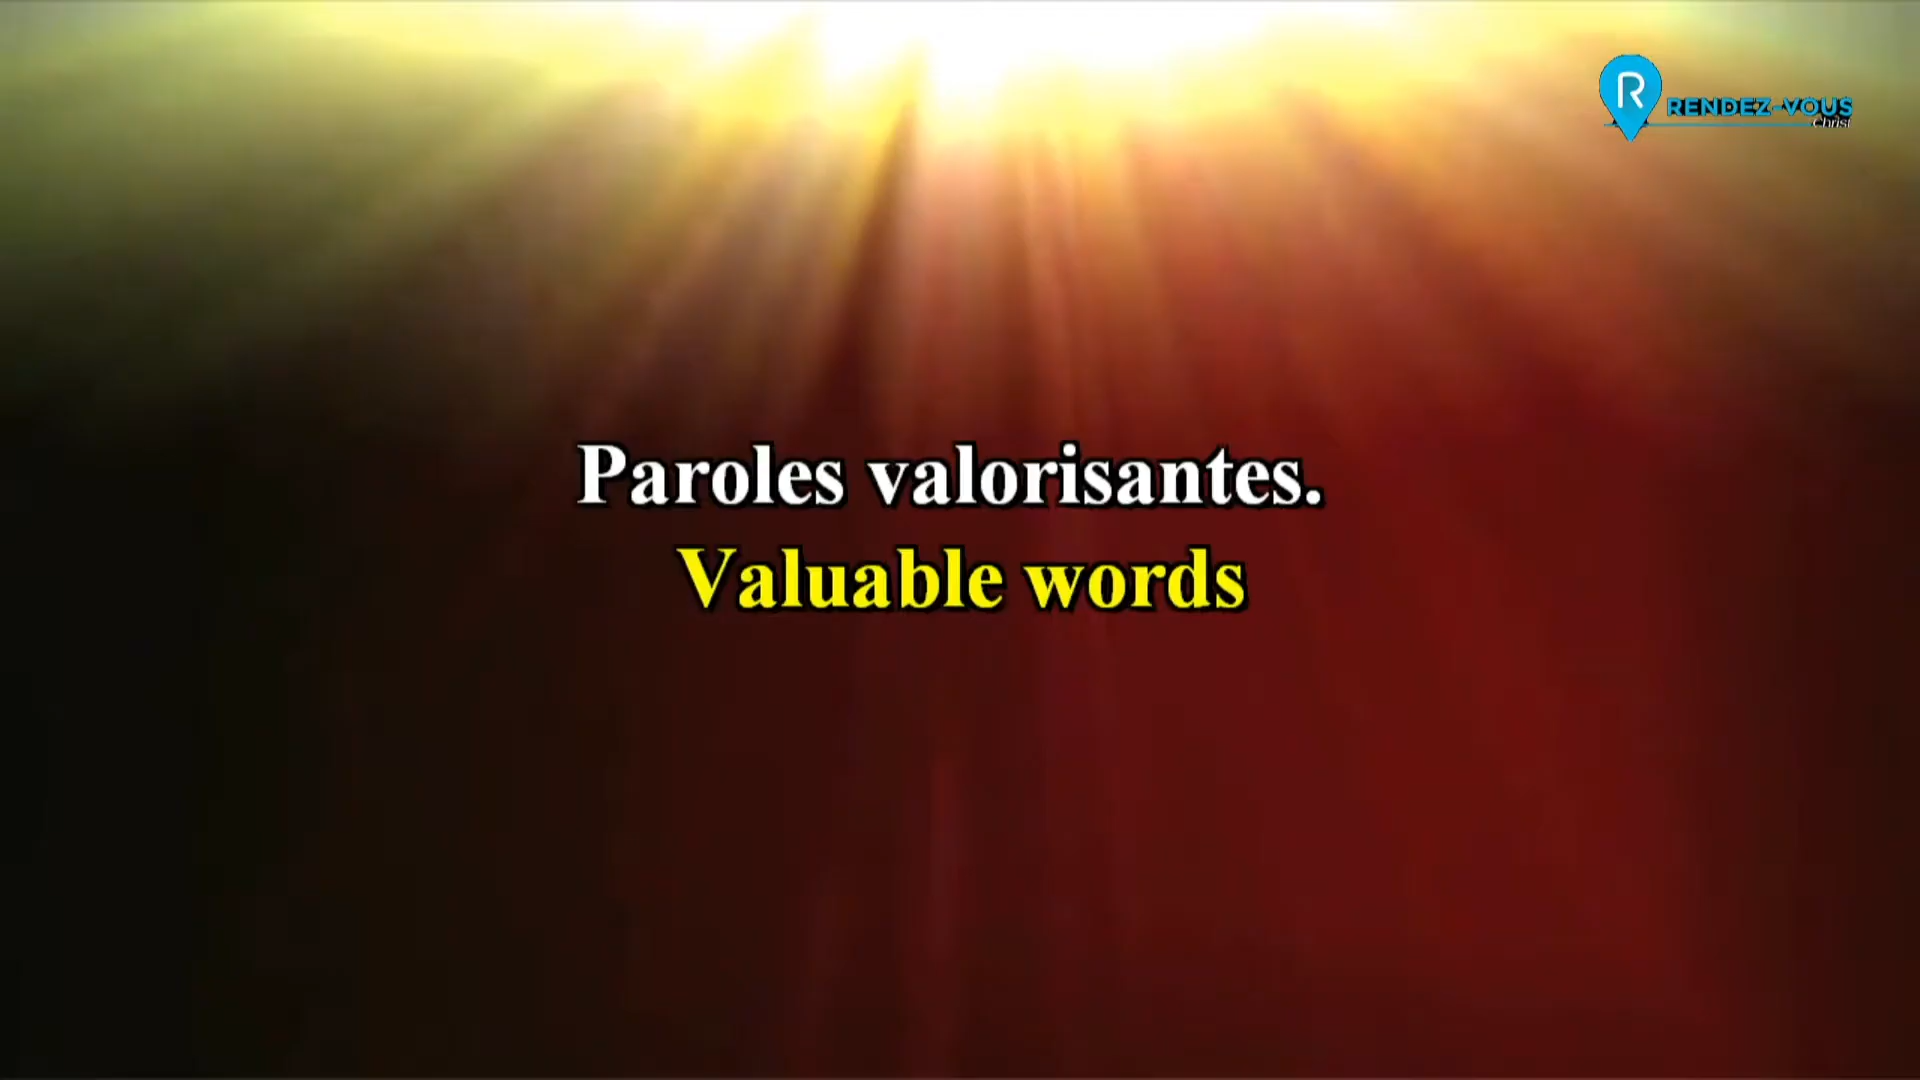 R
RENDEZ-VOUS
Christ
Paroles valorisantes.
Valuable words